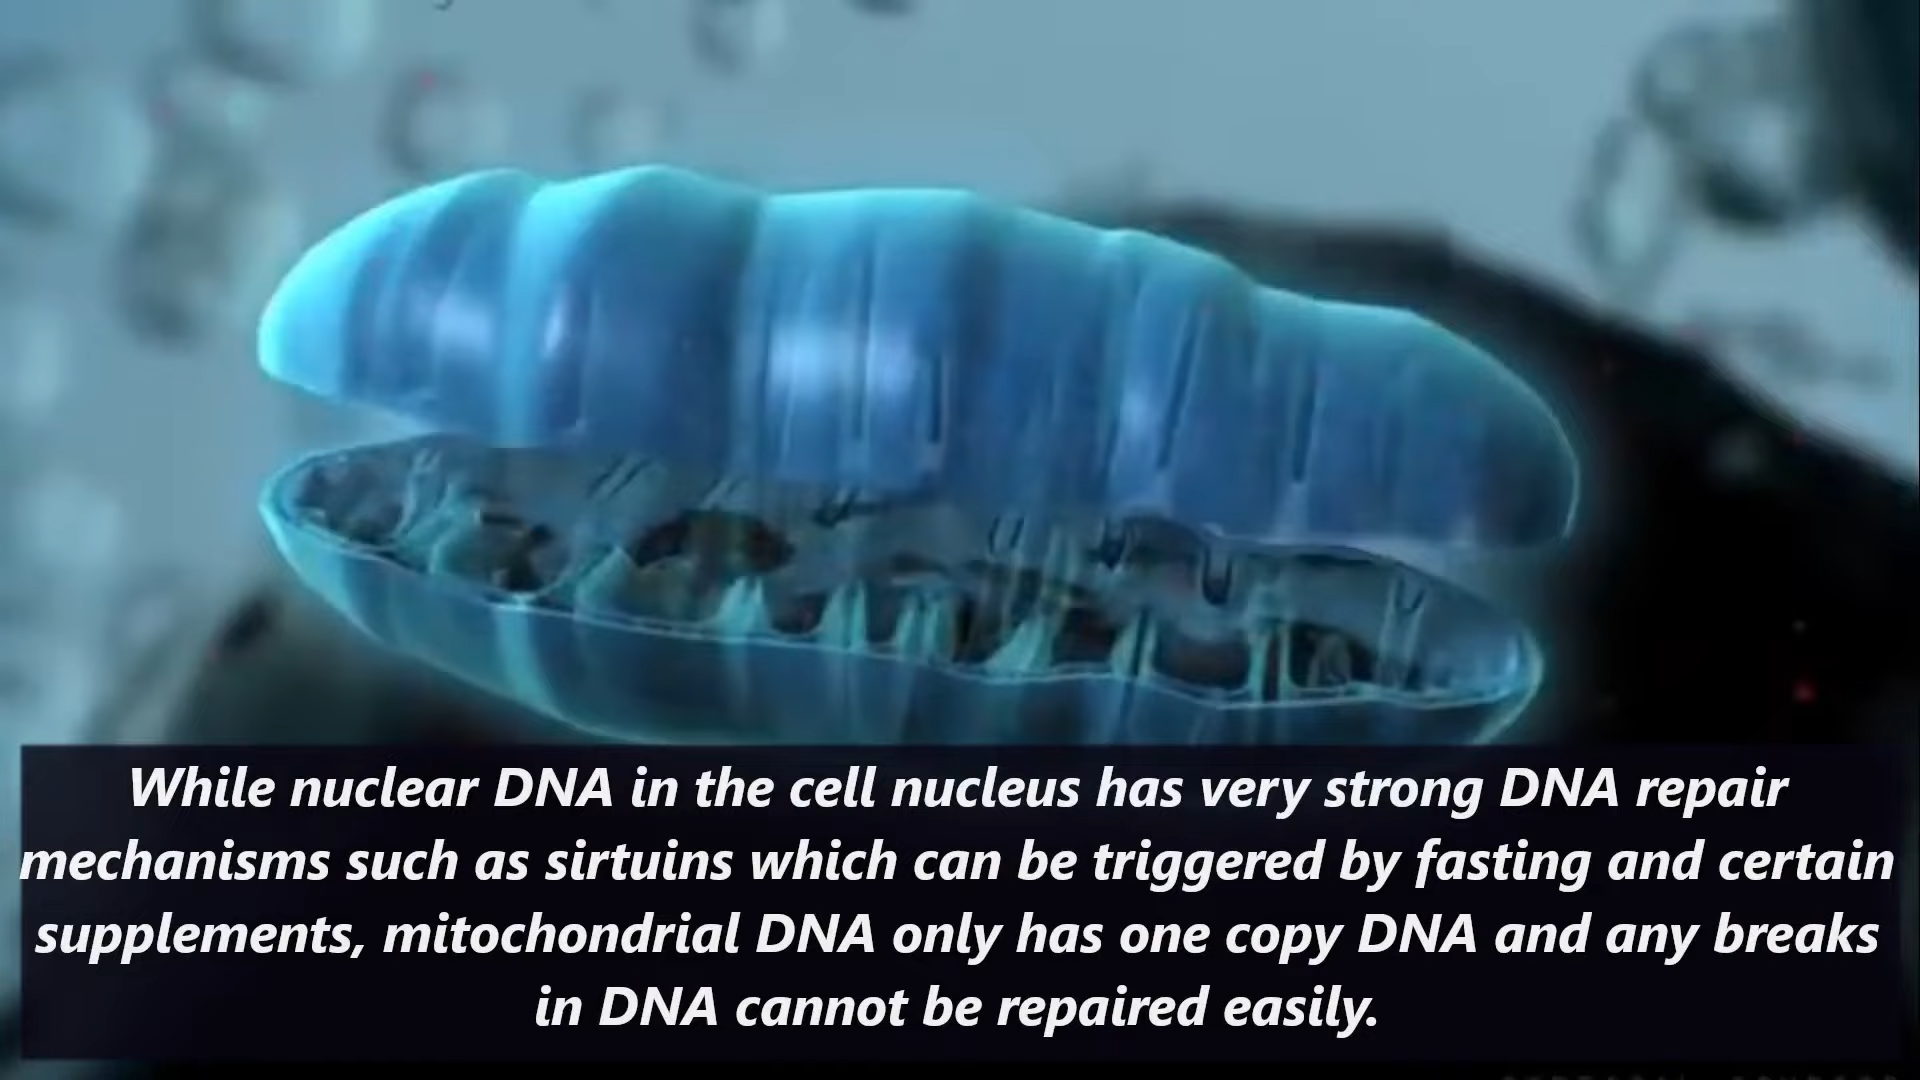 While nuclear DNA in the cell nucleus has very strong DNA repair
mechanisms such as sirtuins which can be triggered by fasting and certain
supplements, mitochondrial DNA only has one copy DNA and any breaks
in DNA cannot be repaired easily.